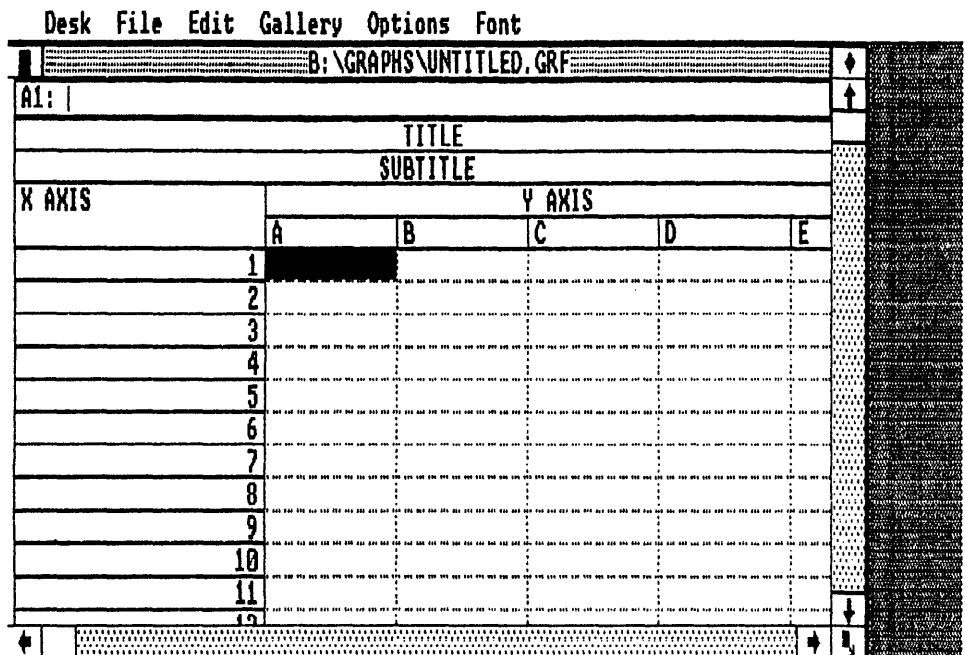 Desk File Edit Gallery Options Font
B:\GRAPHS\UNTITLED.GRF
A1:
TITLE
SUBTITLE
X AXIS Y AXIS
A B C D E
1
2
3
4
5
6
7
8
9
10
11
12